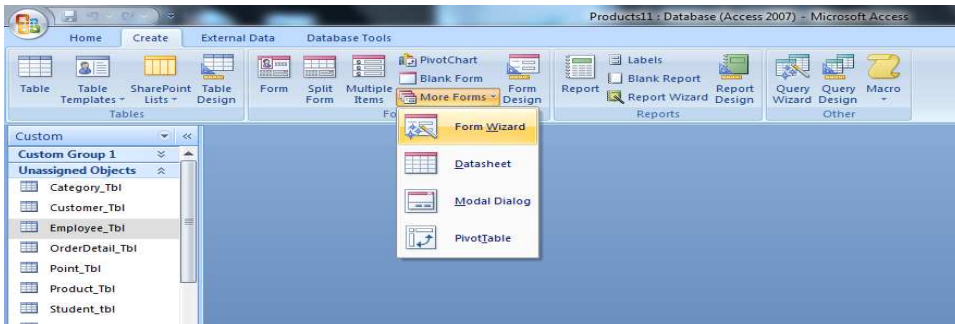 Products11 : Database (Access 2007) - Microsoft Access
Home Create External Data Database Tools
Table
Table Templates
SharePoint Lists
Table Design
Tables
Form
Split Form
Multiple Items
PivotChart
Blank Form
More Forms
Form Design
Fo
Report
Labels
Blank Report
Report Wizard
Report Design
Reports
Query Wizard
Query Design
Macro
Other
Form Wizard
Datasheet
Modal Dialog
PivotTable
Custom
Custom Group 1
Unassigned Objects
Category_Tbl
Customer_Tbl
Employee_Tbl
OrderDetail_Tbl
Point_Tbl
Product_Tbl
Student_tbl